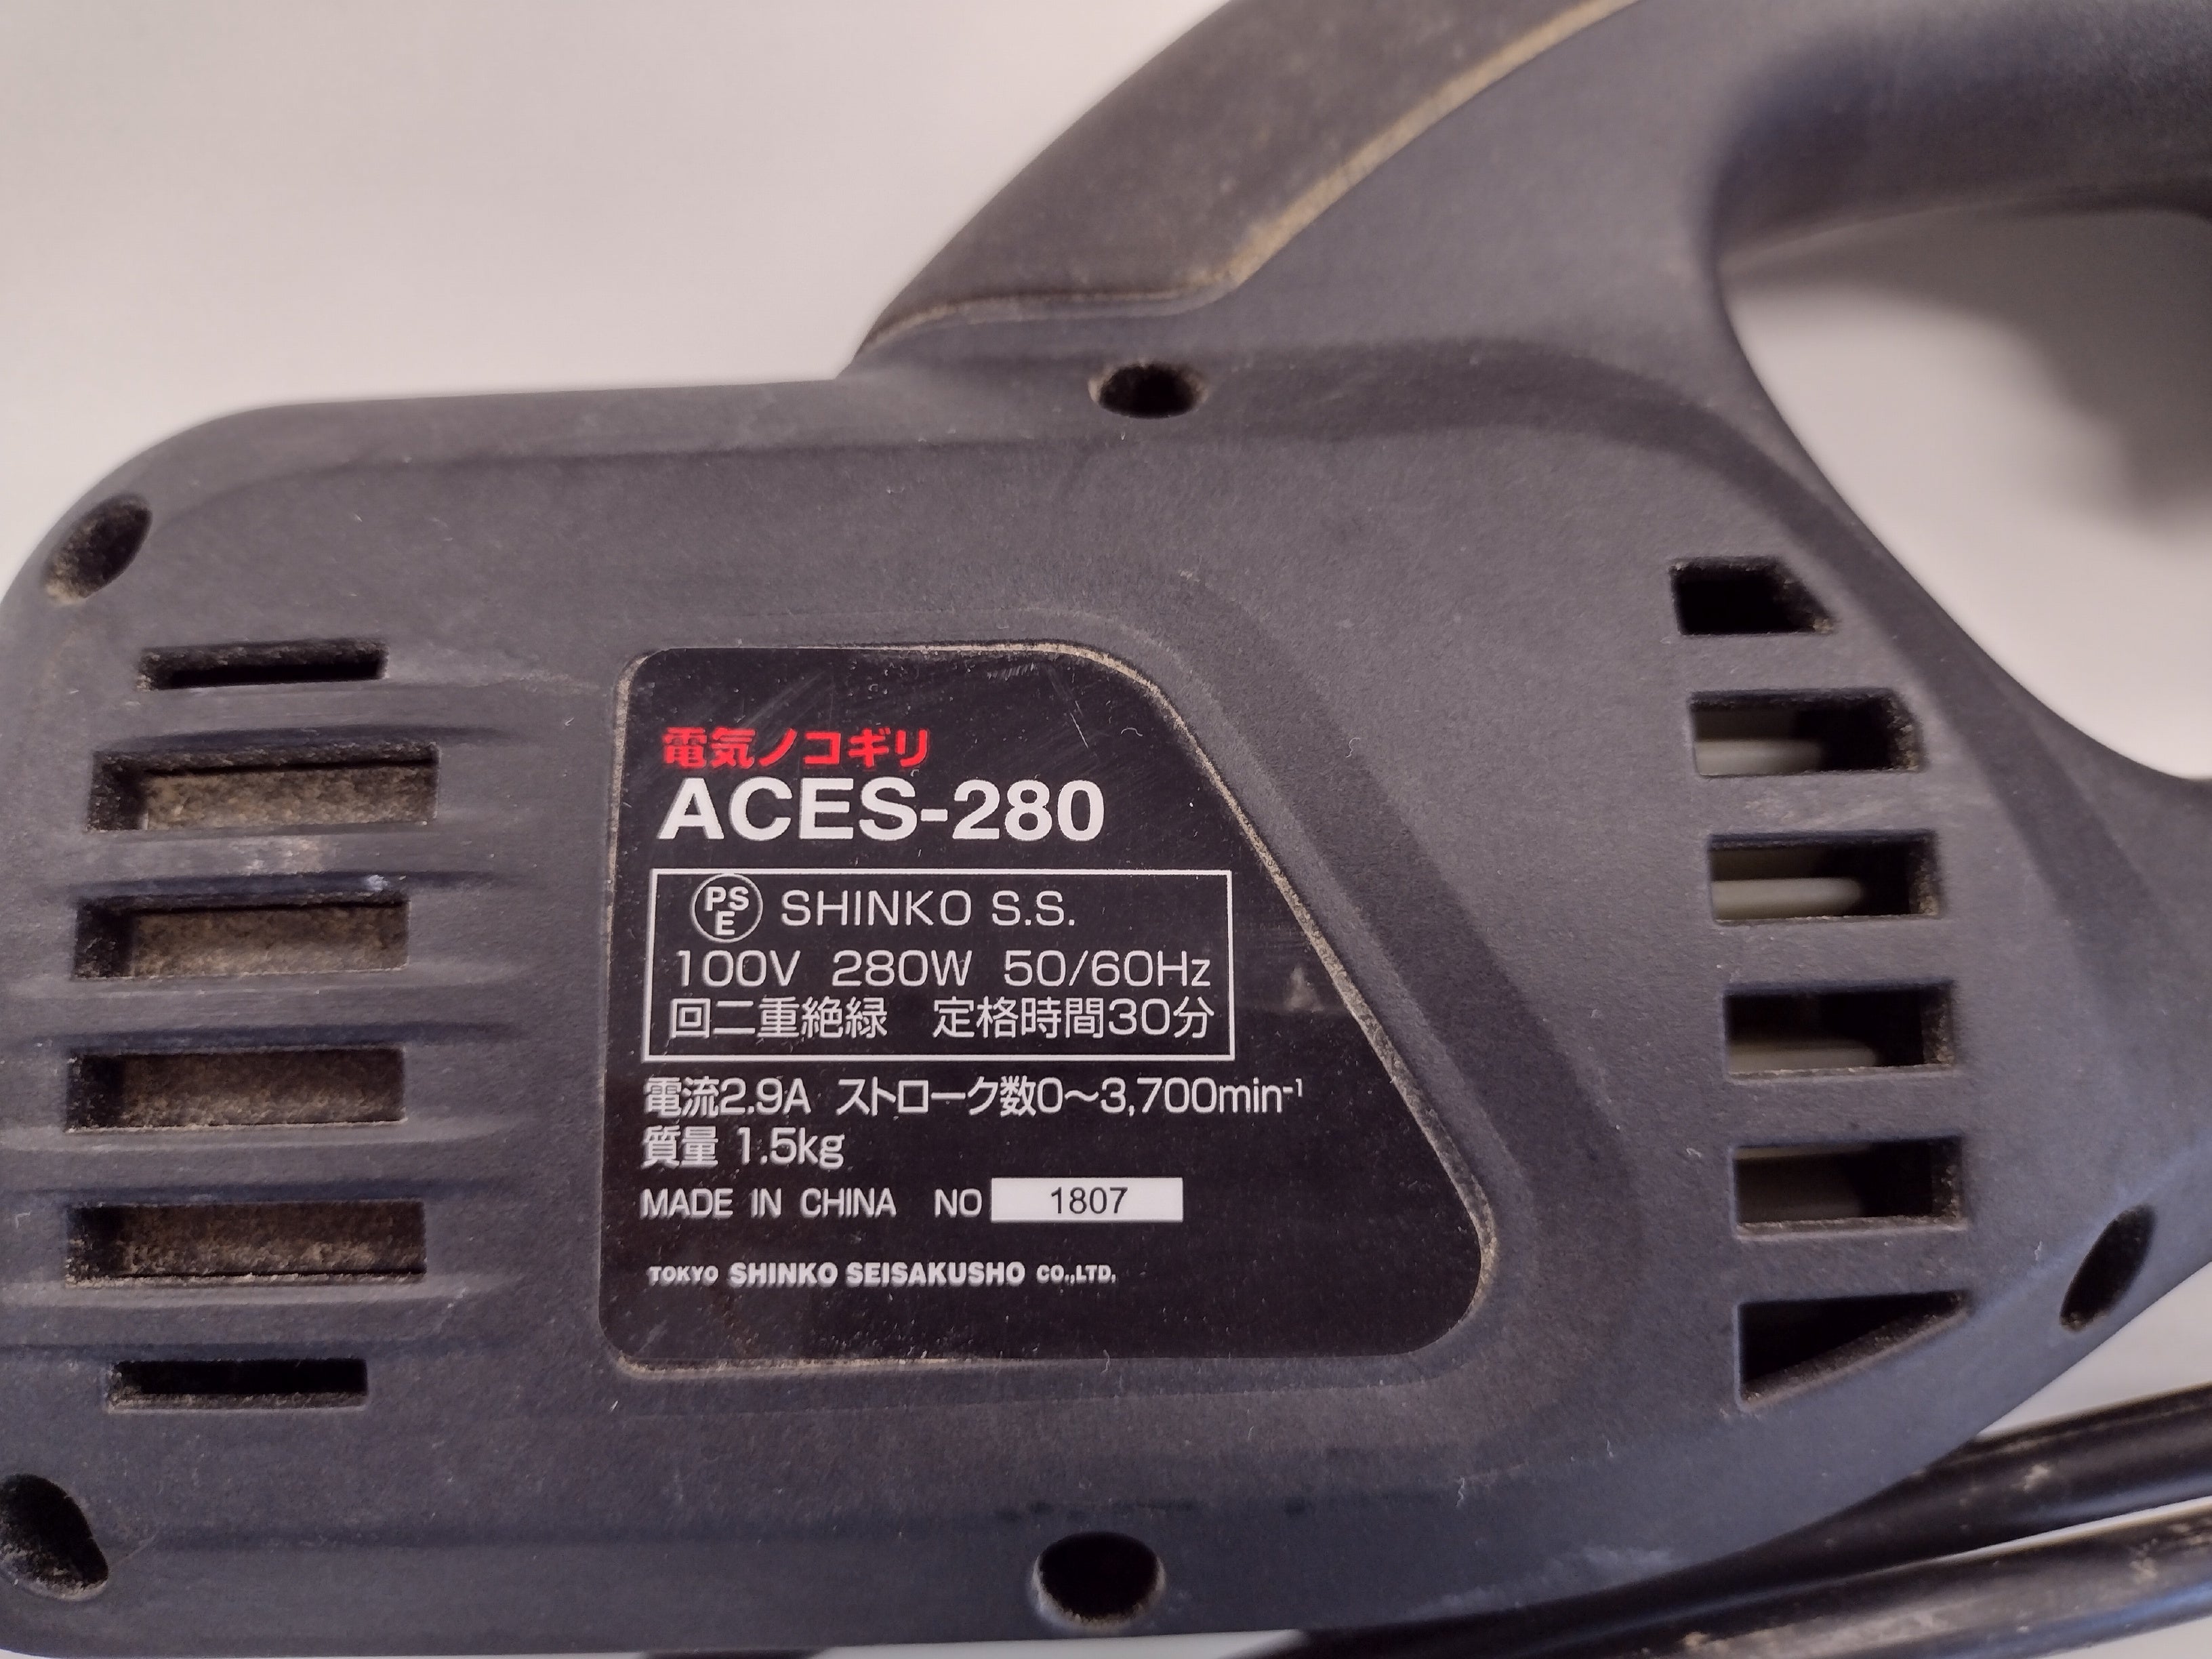 電気ノコギリ
ACES-280
PSE SHINKO S.S.
100V 280W 50/60Hz
回二重絶縁 定格時間30分
電流2.9A ストローク数0～3,700min⁻¹
質量 1.5kg
MADE IN CHINA NO 1807
TOKYO SHINKO SEISAKUSHO CO.,LTD.